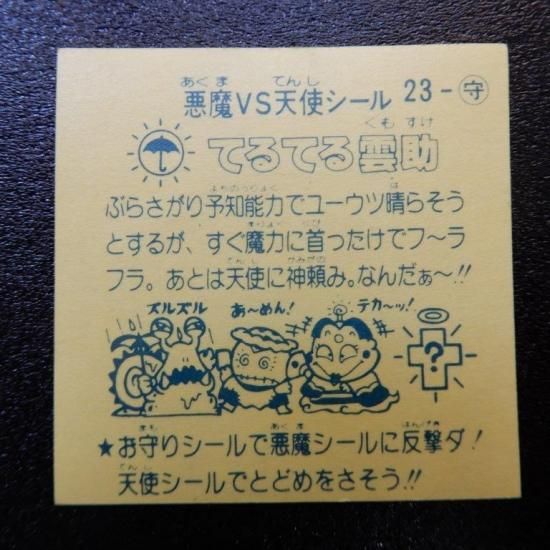 悪魔VS天使シール 23-守
てるてる雲助
ぶらさがり予知能力でユーウツ晴らそう
とするが、すぐ魔力に首ったけでフ〜ラ
フラ。あとは天使に神頼み。なんだぁ〜!!
ズルズル あ〜めん! テカ〜ッ!
?
★お守りシールで悪魔シールに反撃ダ!
天使シールでとどめをさそう!!